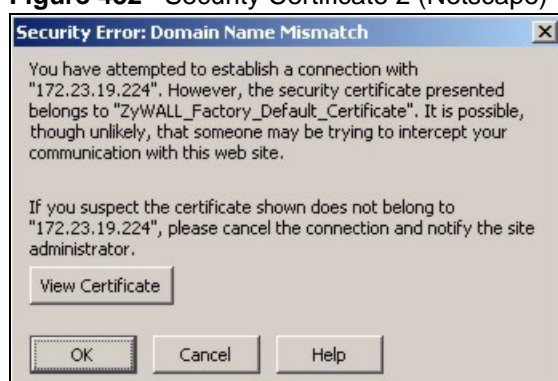 Figure 432 Security Certificate 2 (Netscape)
Security Error: Domain Name Mismatch
You have attempted to establish a connection with
"172.23.19.224". However, the security certificate presented
belongs to "ZyWALL_Factory_Default_Certificate". It is possible,
though unlikely, that someone may be trying to intercept your
communication with this web site.
If you suspect the certificate shown does not belong to
"172.23.19.224", please cancel the connection and notify the site
administrator.
View Certificate
OK Cancel Help